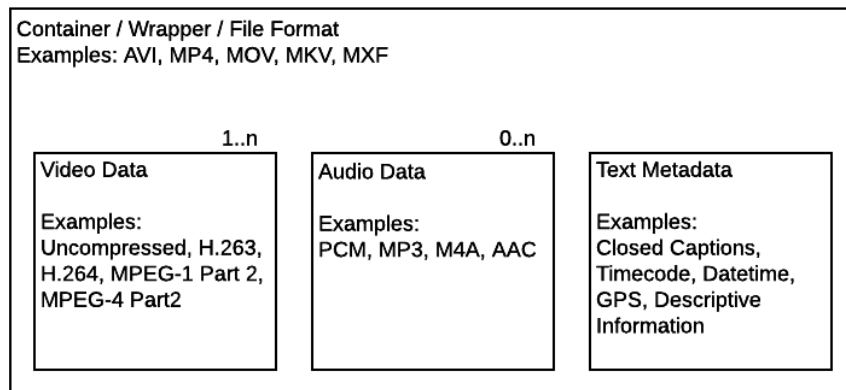 Container / Wrapper / File Format
Examples: AVI, MP4, MOV, MKV, MXF
1..n
Video Data
Examples:
Uncompressed, H.263,
H.264, MPEG-1 Part 2,
MPEG-4 Part2
0..n
Audio Data
Examples:
PCM, MP3, M4A, AAC
Text Metadata
Examples:
Closed Captions,
Timecode, Datetime,
GPS, Descriptive
Information